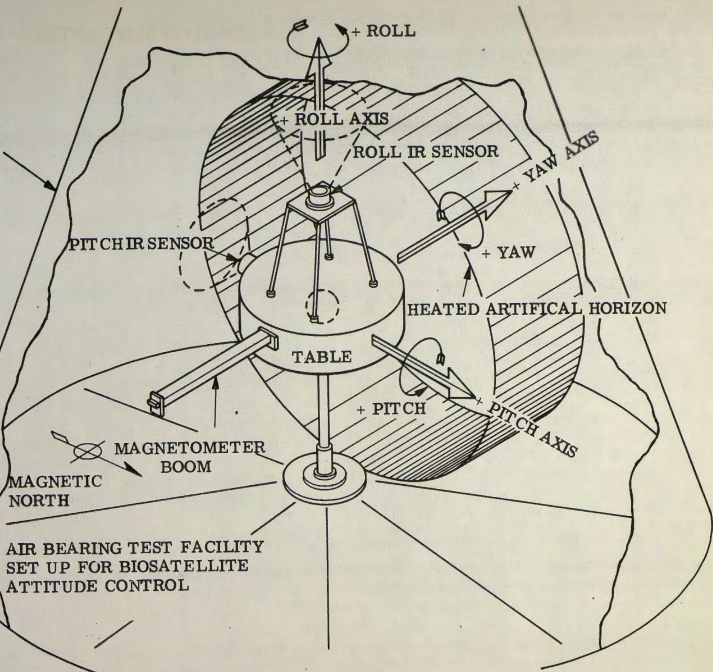 + ROLL
+ ROLL AXIS
ROLL IR SENSOR
+ YAW AXIS
PITCH IR SENSOR
+ YAW
HEATED ARTIFICAL HORIZON
TABLE
+ PITCH
+ PITCH AXIS
MAGNETOMETER
BOOM
MAGNETIC
NORTH
AIR BEARING TEST FACILITY
SET UP FOR BIOSATELLITE
ATTITUDE CONTROL